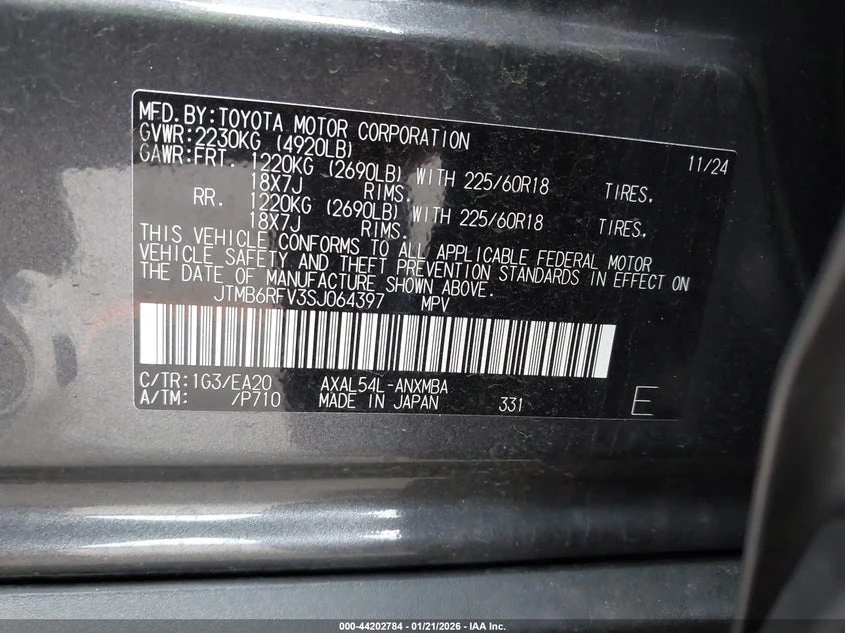 MFD.BY:TOYOTA MOTOR CORPORATION 11/24
GVWR:2230KG (4920LB)
GAWR:FRT. 1220KG (2690LB) WITH 225/60R18 TIRES,
18X7J RIMS.
RR. 1220KG (2690LB) WITH 225/60R18 TIRES,
18X7J RIMS.
THIS VEHICLE CONFORMS TO ALL APPLICABLE FEDERAL MOTOR
VEHICLE SAFETY AND THEFT PREVENTION STANDARDS IN EFFECT ON
THE DATE OF MANUFACTURE SHOWN ABOVE.
JTMB6RFV3SJ064397 MPV
C/TR:1G3/EA20 AXAL54L-ANXMBA
A/TM: /P710 MADE IN JAPAN 331 E
000-44202784 - 01/21/2026 - IAA Inc.